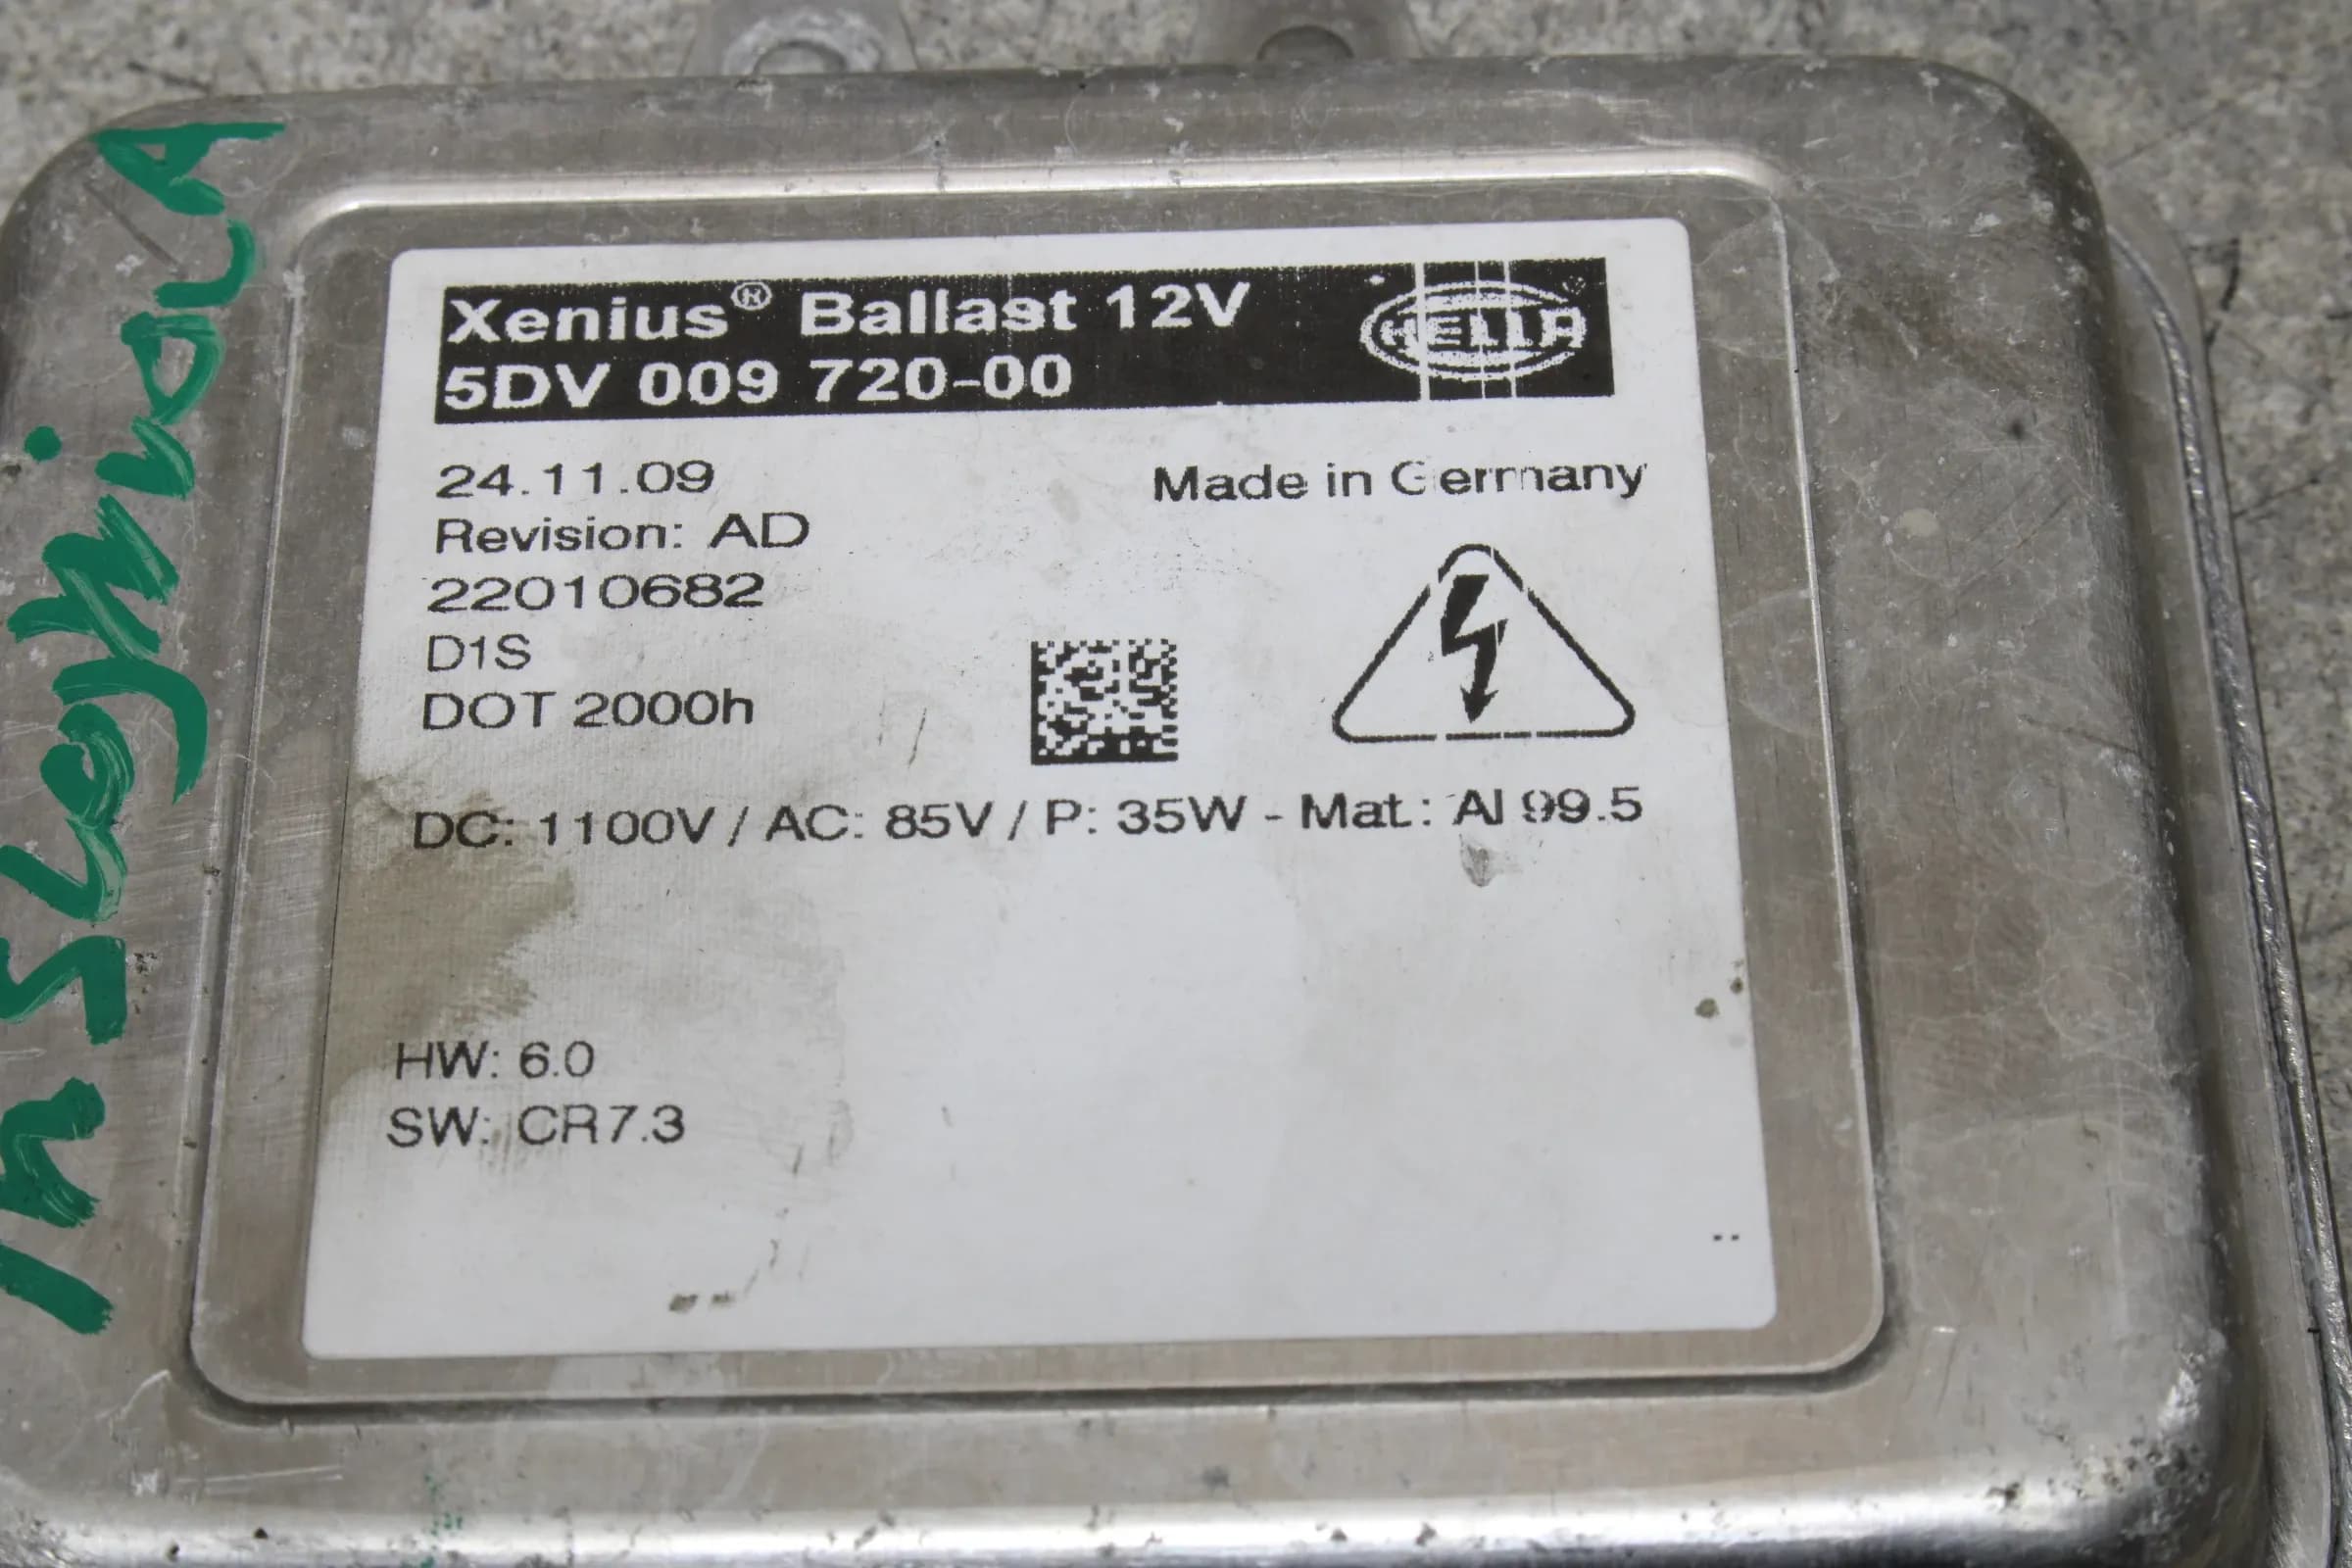 Xenius® Ballast 12V
HELLA
5DV 009 720-00
24.11.09
Made in Germany
Revision: AD
22010682
D1S
DOT 2000h
DC: 1100V / AC: 85V / P: 35W - Mat.: Al 99.5
HW: 6.0
SW: CR7.3